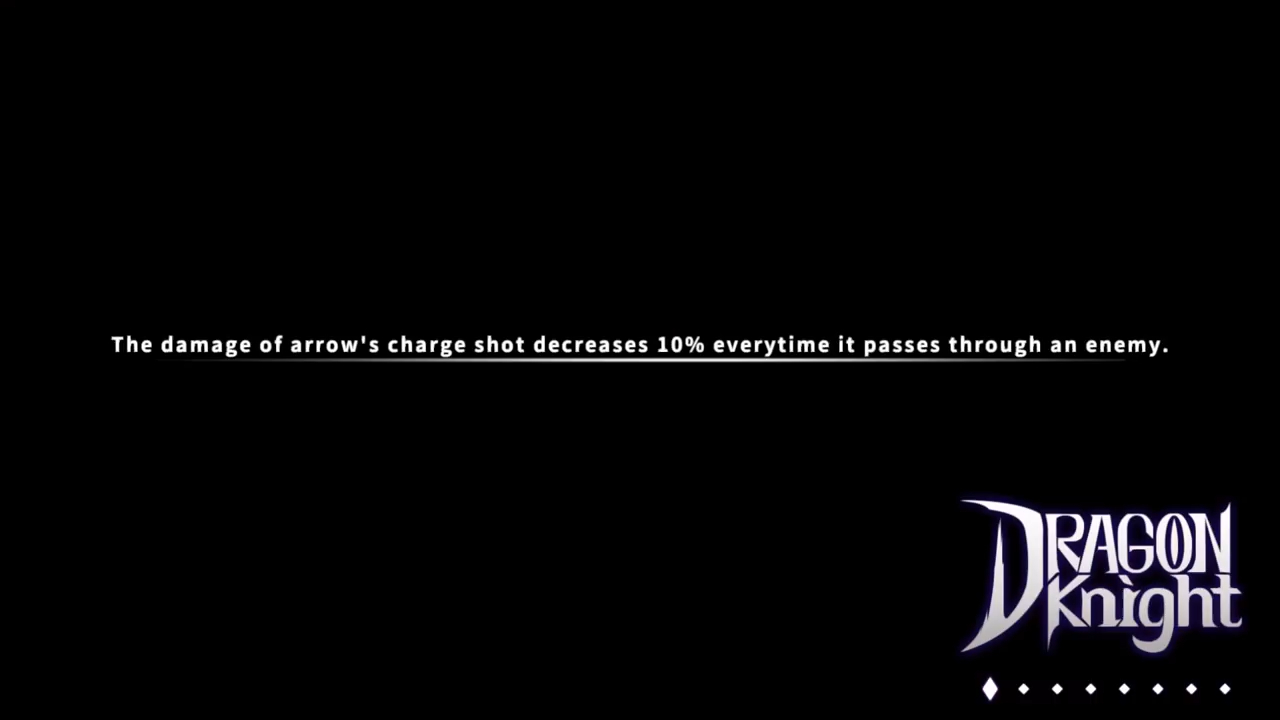 The damage of arrow's charge shot decreases 10% everytime it passes through an enemy.
DRAGON
Knight